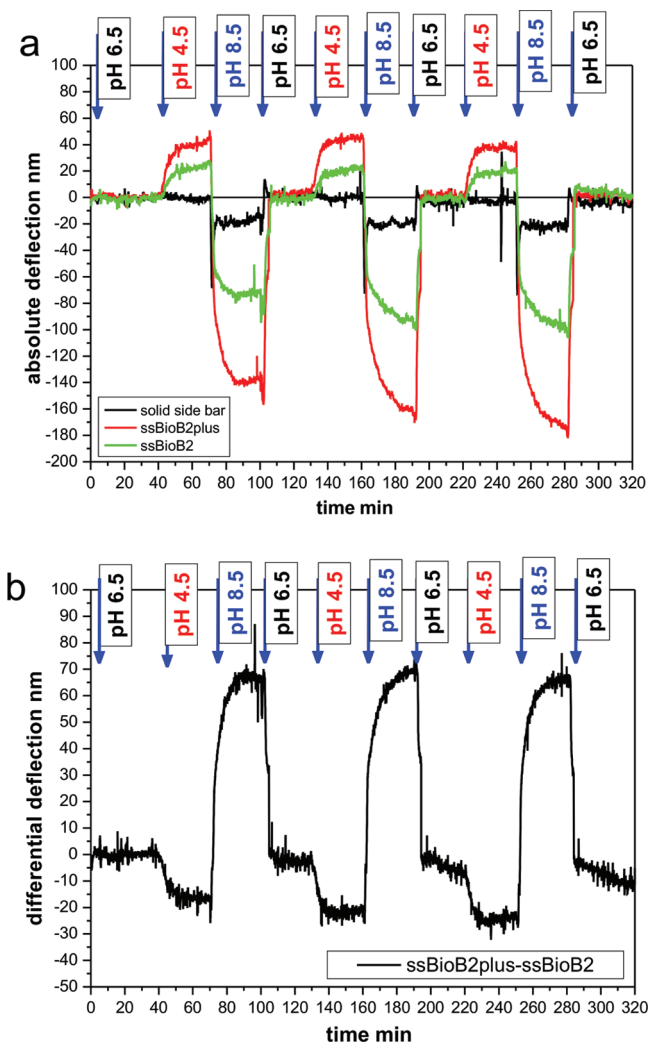 a
pH 6.5 pH 4.5 pH 8.5 pH 6.5 pH 4.5 pH 8.5 pH 6.5 pH 4.5 pH 8.5 pH 6.5
absolute deflection nm
100
80
60
40
20
0
-20
-40
-60
-80
-100
-120
-140
-160
-180
-200
solid side bar
ssBioB2plus
ssBioB2
0 20 40 60 80 100 120 140 160 180 200 220 240 260 280 300 320
time min
b
pH 6.5 pH 4.5 pH 8.5 pH 6.5 pH 4.5 pH 8.5 pH 6.5 pH 4.5 pH 8.5 pH 6.5
differential deflection nm
100
90
80
70
60
50
40
30
20
10
0
-10
-20
-30
-40
-50
ssBioB2plus-ssBioB2
0 20 40 60 80 100 120 140 160 180 200 220 240 260 280 300 320
time min